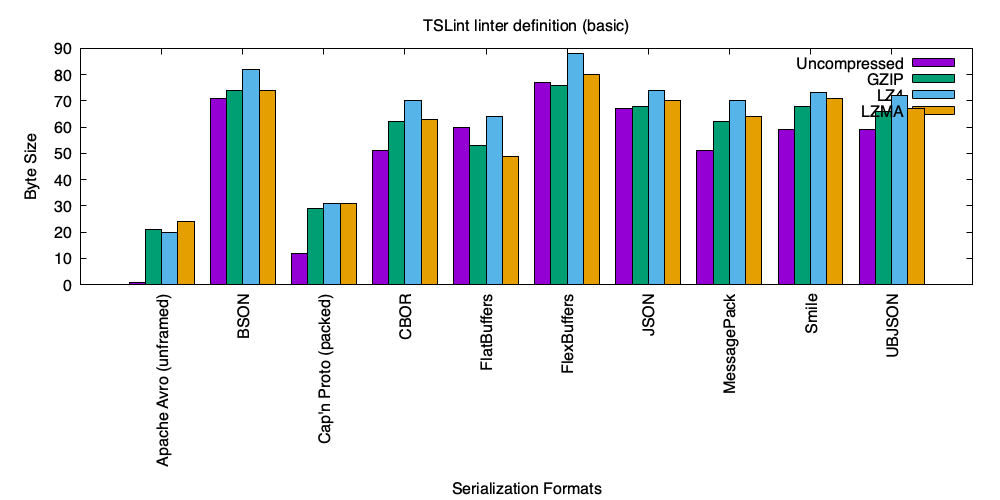 TSLint linter definition (basic)
90
80
70
60
50
40
30
20
10
0
Byte Size
Uncompressed
GZIP
LZ4
LZMA
Apache Avro (unframed)
BSON
Cap'n Proto (packed)
CBOR
FlatBuffers
FlexBuffers
JSON
MessagePack
Smile
UBJSON
Serialization Formats